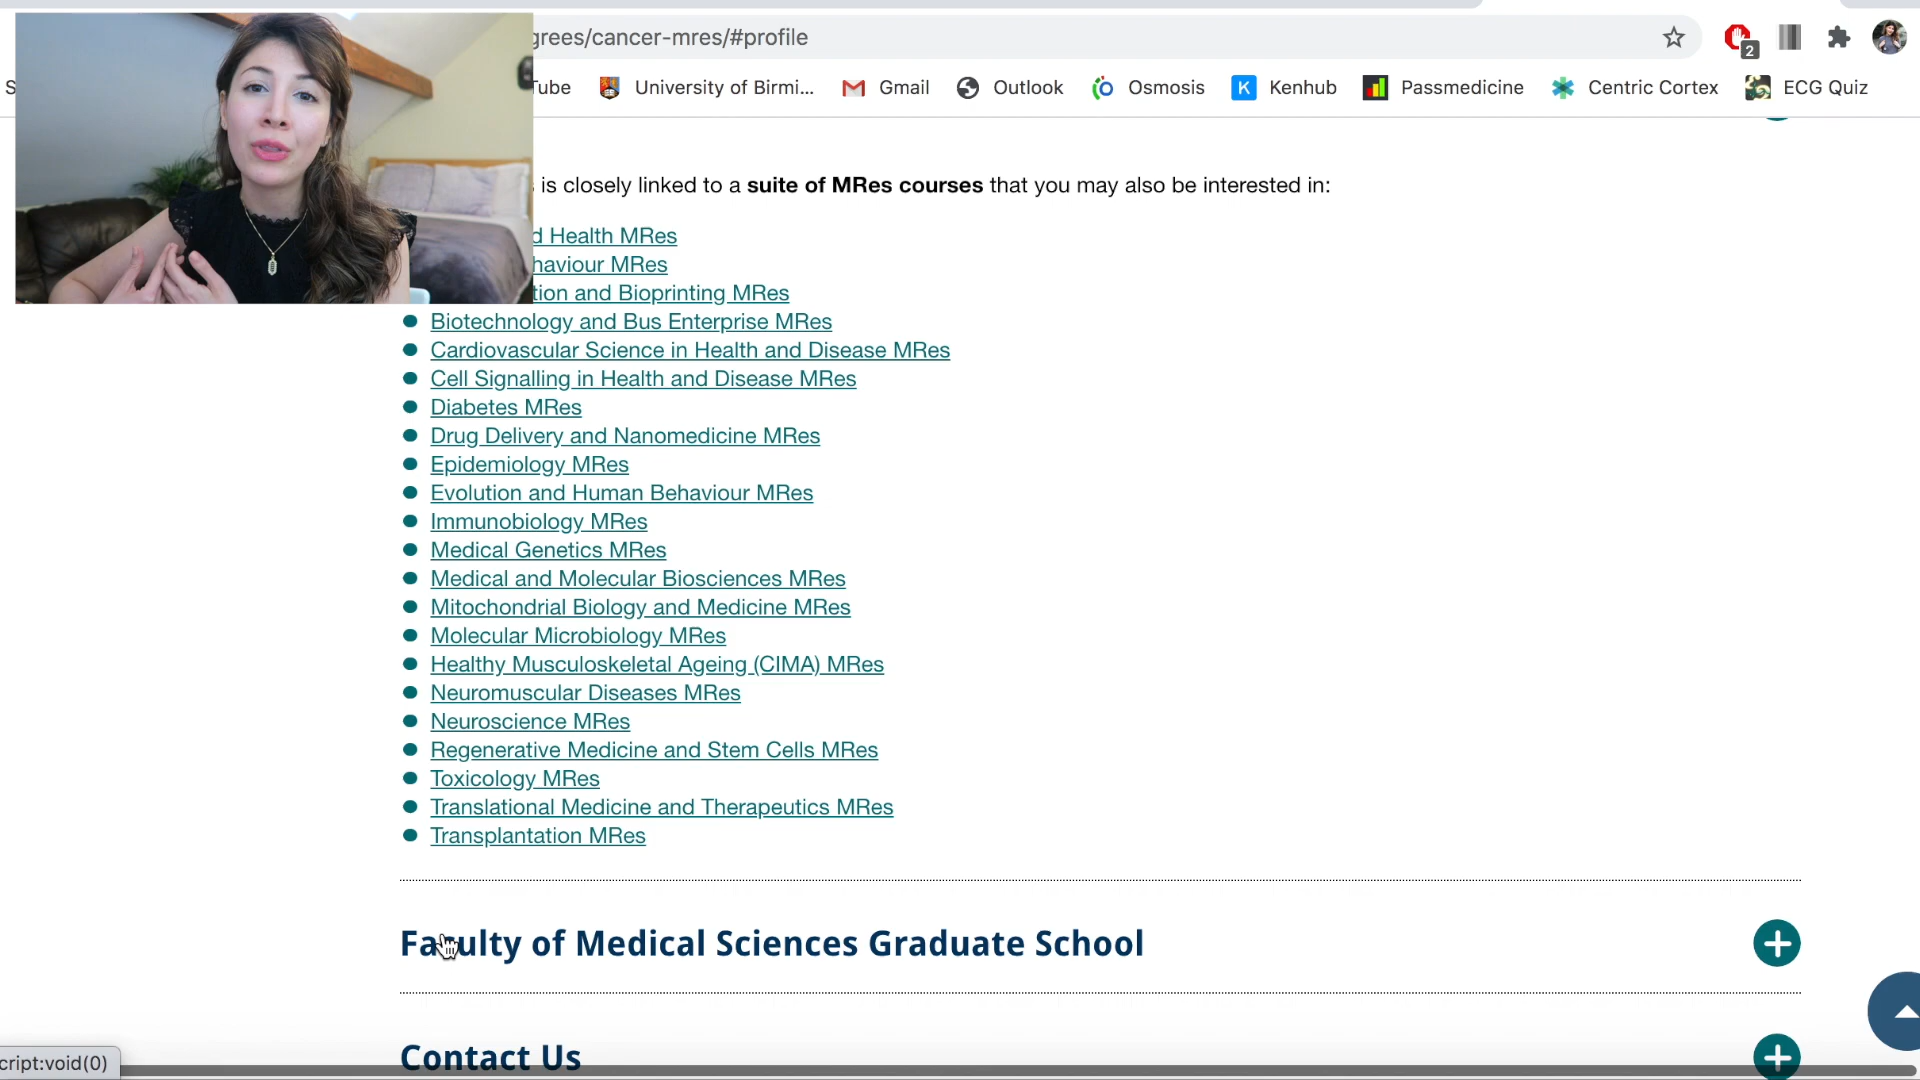 grees/cancer-mres/#profile
2
S
Tube
University of Birmi...
Gmail
Outlook
Osmosis
K
Kenhub
Passmedicine
Centric Cortex
ECG Quiz
is closely linked to a suite of MRes courses that you may also be interested in:
d Health MRes
haviour MRes
tion and Bioprinting MRes
Biotechnology and Bus Enterprise MRes
Cardiovascular Science in Health and Disease MRes
Cell Signalling in Health and Disease MRes
Diabetes MRes
Drug Delivery and Nanomedicine MRes
Epidemiology MRes
Evolution and Human Behaviour MRes
Immunobiology MRes
Medical Genetics MRes
Medical and Molecular Biosciences MRes
Mitochondrial Biology and Medicine MRes
Molecular Microbiology MRes
Healthy Musculoskeletal Ageing (CIMA) MRes
Neuromuscular Diseases MRes
Neuroscience MRes
Regenerative Medicine and Stem Cells MRes
Toxicology MRes
Translational Medicine and Therapeutics MRes
Transplantation MRes
Faculty of Medical Sciences Graduate School
Contact Us
cript:void(0)